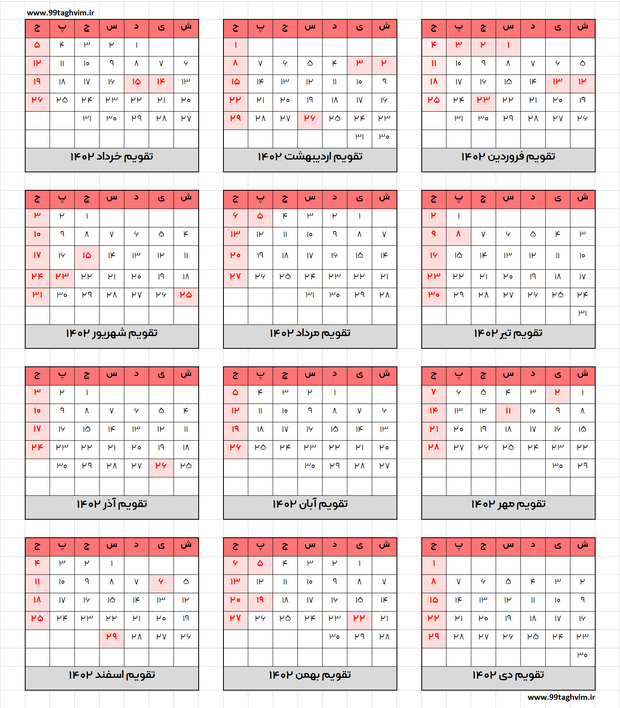 www.99taghvim.ir
ش ی د س چ پ ج
۱ ۲ ۳ ۴
۵ ۶ ۷ ۸ ۹ ۱۰ ۱۱
۱۲ ۱۳ ۱۴ ۱۵ ۱۶ ۱۷ ۱۸
۱۹ ۲۰ ۲۱ ۲۲ ۲۳ ۲۴ ۲۵
۲۶ ۲۷ ۲۸ ۲۹ ۳۰ ۳۱
تقویم فروردین ۱۴۰۲
ش ی د س چ پ ج
۱
۲ ۳ ۴ ۵ ۶ ۷ ۸
۹ ۱۰ ۱۱ ۱۲ ۱۳ ۱۴ ۱۵
۱۶ ۱۷ ۱۸ ۱۹ ۲۰ ۲۱ ۲۲
۲۳ ۲۴ ۲۵ ۲۶ ۲۷ ۲۸ ۲۹
۳۰ ۳۱
تقویم اردیبهشت ۱۴۰۲
ش ی د س چ پ ج
۱ ۲ ۳ ۴ ۵
۶ ۷ ۸ ۹ ۱۰ ۱۱ ۱۲
۱۳ ۱۴ ۱۵ ۱۶ ۱۷ ۱۸ ۱۹
۲۰ ۲۱ ۲۲ ۲۳ ۲۴ ۲۵ ۲۶
۲۷ ۲۸ ۲۹ ۳۰ ۳۱
تقویم خرداد ۱۴۰۲
ش ی د س چ پ ج
۱ ۲
۳ ۴ ۵ ۶ ۷ ۸ ۹
۱۰ ۱۱ ۱۲ ۱۳ ۱۴ ۱۵ ۱۶
۱۷ ۱۸ ۱۹ ۲۰ ۲۱ ۲۲ ۲۳
۲۴ ۲۵ ۲۶ ۲۷ ۲۸ ۲۹ ۳۰
۳۱
تقویم تیر ۱۴۰۲
ش ی د س چ پ ج
۱ ۲ ۳ ۴ ۵ ۶
۷ ۸ ۹ ۱۰ ۱۱ ۱۲ ۱۳
۱۴ ۱۵ ۱۶ ۱۷ ۱۸ ۱۹ ۲۰
۲۱ ۲۲ ۲۳ ۲۴ ۲۵ ۲۶ ۲۷
۲۸ ۲۹ ۳۰ ۳۱
تقویم مرداد ۱۴۰۲
ش ی د س چ پ ج
۱ ۲ ۳
۴ ۵ ۶ ۷ ۸ ۹ ۱۰
۱۱ ۱۲ ۱۳ ۱۴ ۱۵ ۱۶ ۱۷
۱۸ ۱۹ ۲۰ ۲۱ ۲۲ ۲۳ ۲۴
۲۵ ۲۶ ۲۷ ۲۸ ۲۹ ۳۰ ۳۱
تقویم شهریور ۱۴۰۲
ش ی د س چ پ ج
۱ ۲ ۳ ۴ ۵ ۶ ۷
۸ ۹ ۱۰ ۱۱ ۱۲ ۱۳ ۱۴
۱۵ ۱۶ ۱۷ ۱۸ ۱۹ ۲۰ ۲۱
۲۲ ۲۳ ۲۴ ۲۵ ۲۶ ۲۷ ۲۸
۲۹ ۳۰
تقویم مهر ۱۴۰۲
ش ی د س چ پ ج
۱ ۲ ۳ ۴ ۵
۶ ۷ ۸ ۹ ۱۰ ۱۱ ۱۲
۱۳ ۱۴ ۱۵ ۱۶ ۱۷ ۱۸ ۱۹
۲۰ ۲۱ ۲۲ ۲۳ ۲۴ ۲۵ ۲۶
۲۷ ۲۸ ۲۹ ۳۰
تقویم آبان ۱۴۰۲
ش ی د س چ پ ج
۱ ۲ ۳
۴ ۵ ۶ ۷ ۸ ۹ ۱۰
۱۱ ۱۲ ۱۳ ۱۴ ۱۵ ۱۶ ۱۷
۱۸ ۱۹ ۲۰ ۲۱ ۲۲ ۲۳ ۲۴
۲۵ ۲۶ ۲۷ ۲۸ ۲۹ ۳۰
تقویم آذر ۱۴۰۲
ش ی د س چ پ ج
۱
۲ ۳ ۴ ۵ ۶ ۷ ۸
۹ ۱۰ ۱۱ ۱۲ ۱۳ ۱۴ ۱۵
۱۶ ۱۷ ۱۸ ۱۹ ۲۰ ۲۱ ۲۲
۲۳ ۲۴ ۲۵ ۲۶ ۲۷ ۲۸ ۲۹
۳۰
تقویم دی ۱۴۰۲
ش ی د س چ پ ج
۱ ۲ ۳ ۴ ۵ ۶
۷ ۸ ۹ ۱۰ ۱۱ ۱۲ ۱۳
۱۴ ۱۵ ۱۶ ۱۷ ۱۸ ۱۹ ۲۰
۲۱ ۲۲ ۲۳ ۲۴ ۲۵ ۲۶ ۲۷
۲۸ ۲۹ ۳۰
تقویم بهمن ۱۴۰۲
ش ی د س چ پ ج
۱ ۲ ۳ ۴
۵ ۶ ۷ ۸ ۹ ۱۰ ۱۱
۱۲ ۱۳ ۱۴ ۱۵ ۱۶ ۱۷ ۱۸
۱۹ ۲۰ ۲۱ ۲۲ ۲۳ ۲۴ ۲۵
۲۶ ۲۷ ۲۸ ۲۹
تقویم اسفند ۱۴۰۲
www.99taghvim.ir